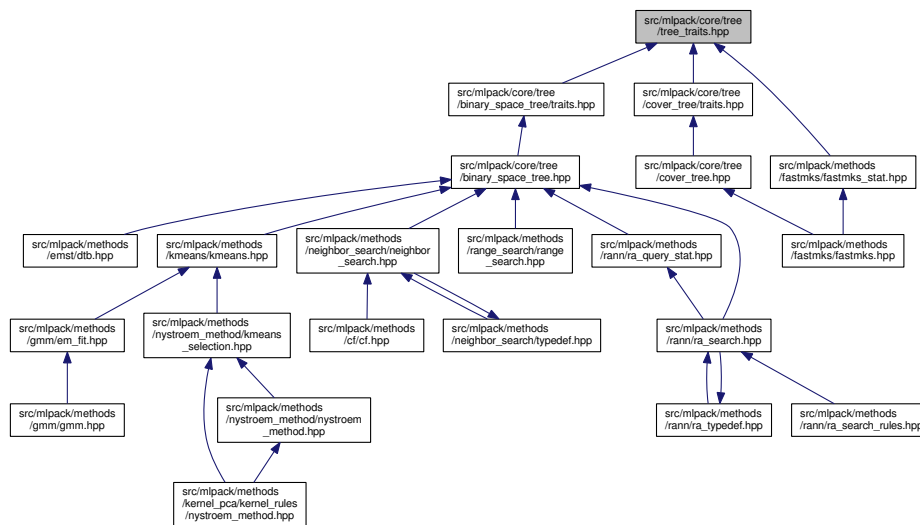 src/mlpack/core/tree
/tree_traits.hpp
src/mlpack/core/tree
/binary_space_tree/traits.hpp
src/mlpack/core/tree
/cover_tree/traits.hpp
src/mlpack/core/tree
/binary_space_tree.hpp
src/mlpack/core/tree
/cover_tree.hpp
src/mlpack/methods
/fastmks/fastmks_stat.hpp
src/mlpack/methods
/emst/dtb.hpp
src/mlpack/methods
/kmeans/kmeans.hpp
src/mlpack/methods
/neighbor_search/neighbor
_search.hpp
src/mlpack/methods
/range_search/range
_search.hpp
src/mlpack/methods
/rann/ra_query_stat.hpp
src/mlpack/methods
/fastmks/fastmks.hpp
src/mlpack/methods
/gmm/em_fit.hpp
src/mlpack/methods
/nystroem_method/kmeans
_selection.hpp
src/mlpack/methods
/cf/cf.hpp
src/mlpack/methods
/neighbor_search/typedef.hpp
src/mlpack/methods
/rann/ra_search.hpp
src/mlpack/methods
/gmm/gmm.hpp
src/mlpack/methods
/nystroem_method/nystroem
_method.hpp
src/mlpack/methods
/rann/ra_typedef.hpp
src/mlpack/methods
/rann/ra_search_rules.hpp
src/mlpack/methods
/kernel_pca/kernel_rules
/nystroem_method.hpp